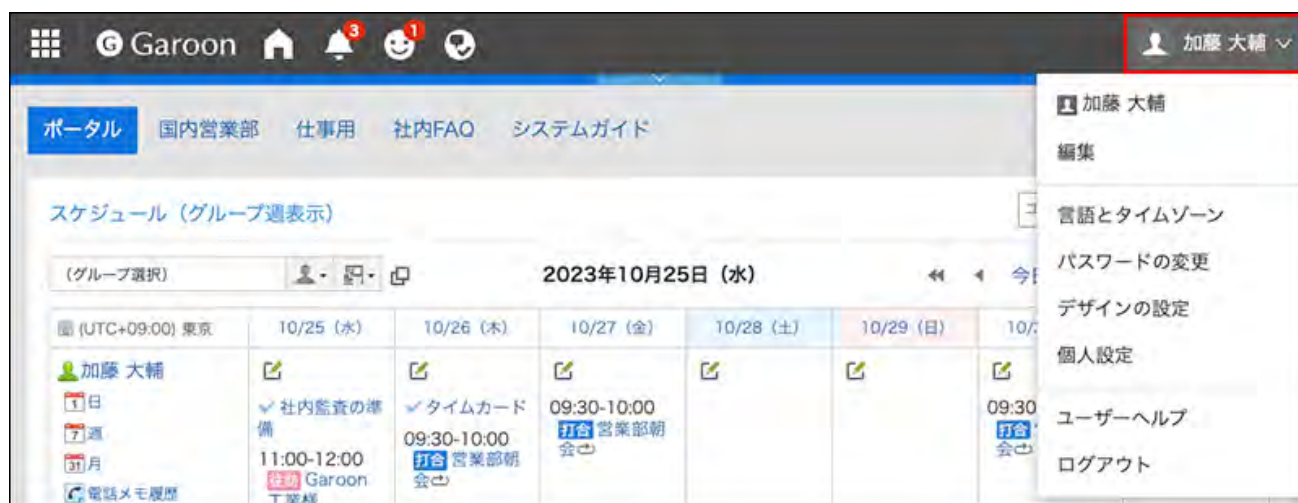 Garoon 3 1 加藤 大輔
加藤 大輔
編集
言語とタイムゾーン
パスワードの変更
デザインの設定
個人設定
ユーザーヘルプ
ログアウト
ポータル 国内営業部 仕事用 社内FAQ システムガイド
スケジュール（グループ週表示）
（グループ選択） 2023年10月25日（水）
(UTC+09:00) 東京 10/25（水） 10/26（木） 10/27（金） 10/28（土） 10/29（日）
加藤 大輔
1 日
7 週
31 月
電話メモ履歴
社内監査の準
備
11:00-12:00
往訪 Garoon
工業様
タイムカード
09:30-10:00
打合 営業部朝
会
09:30-10:00
打合 営業部朝
会
09:30
打合
会